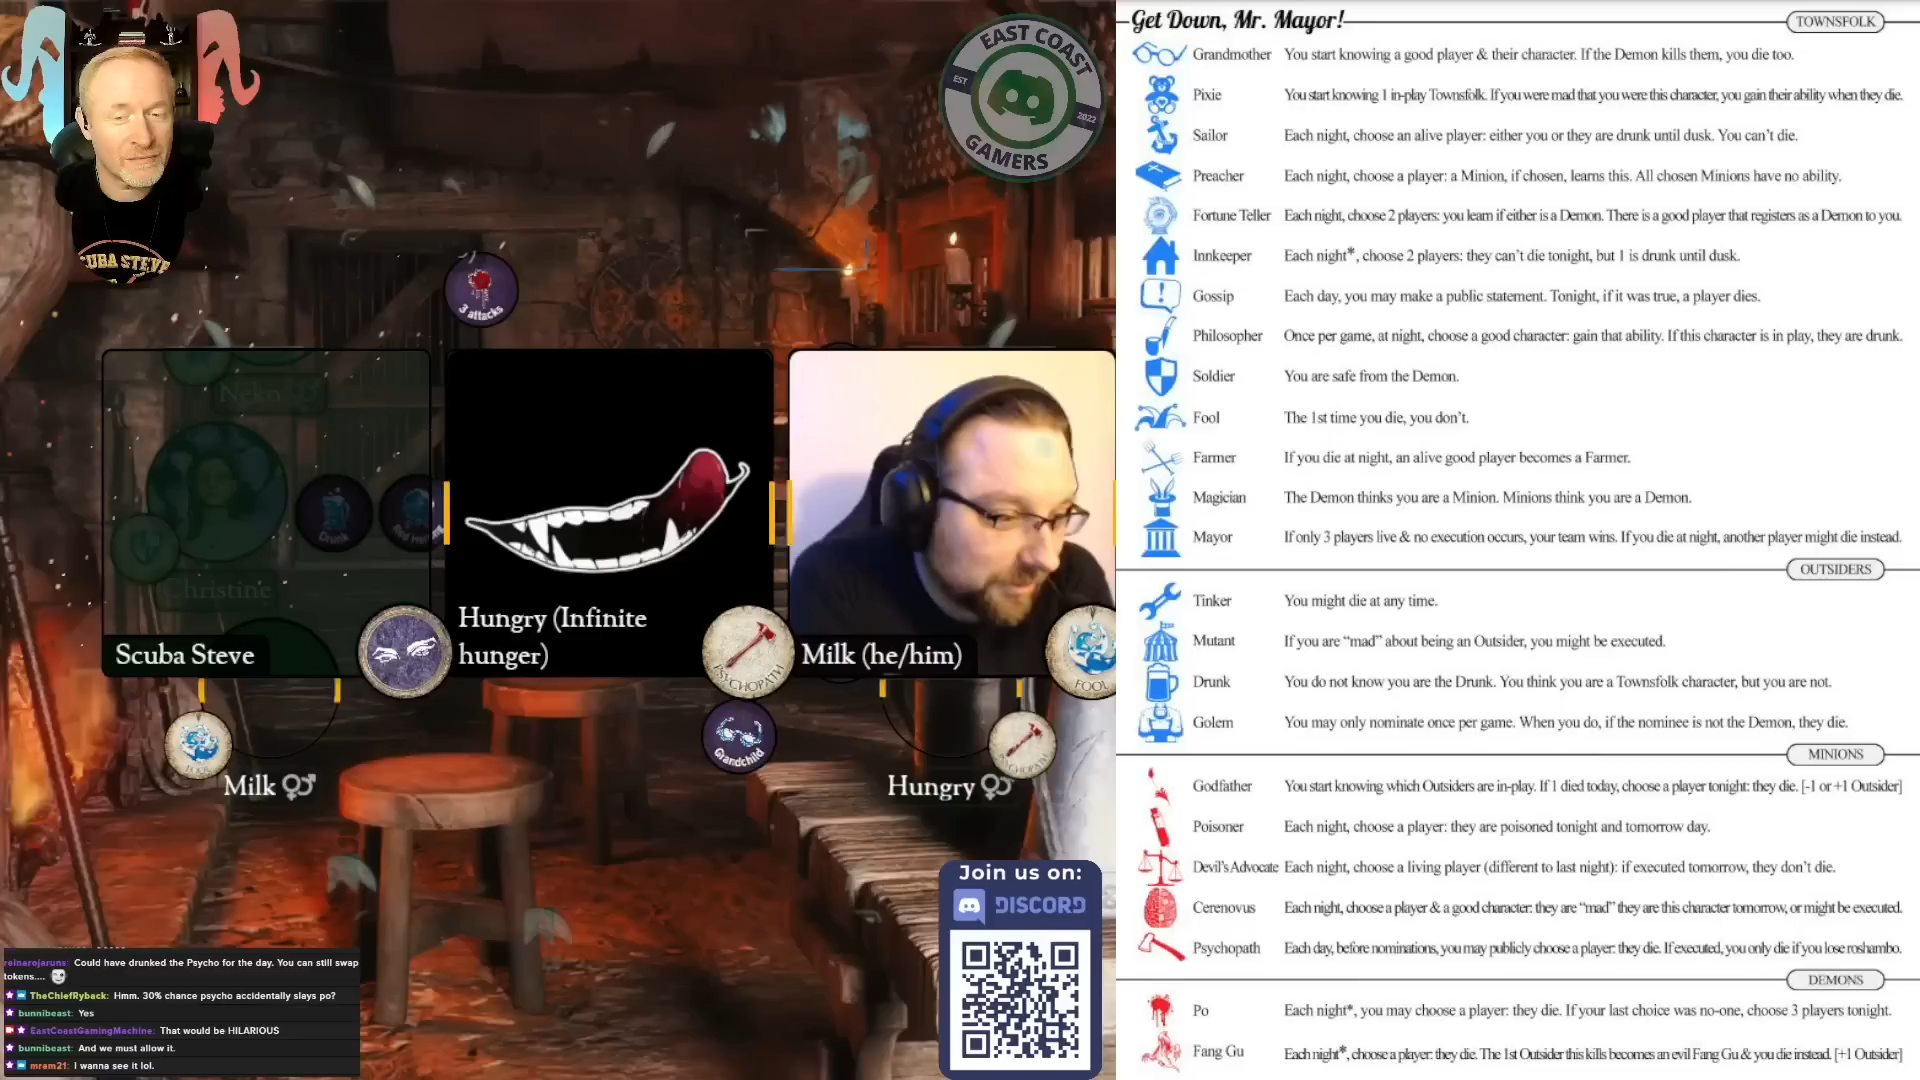 EAST COAST
GAMERS
EST
2022
CUBA STEVE
3 attacks
Neko
Drunk
Christine
Scuba Steve
Hungry (Infinite
hunger)
PSYCHOPATH
Milk (he/him)
FOOL
Grandchild
Milk
Hungry
PSYCHOPATH
Join us on:
DISCORD
reinarojaruns: Could have drunked the Psycho for the day. You can still swap
tokens....
TheChiefRyback: Hmm. 30% chance psycho accidentally slays po?
bunnibeast: Yes
EastCoastGamingMachine: That would be HILARIOUS
bunnibeast: And we must allow it.
mram21: I wanna see it lol.
Get Down, Mr. Mayor!
TOWNSFOLK
Grandmother You start knowing a good player & their character. If the Demon kills them, you die too.
Pixie You start knowing 1 in-play Townsfolk. If you were mad that you were this character, you gain their ability when they die.
Sailor Each night, choose an alive player: either you or they are drunk until dusk. You can't die.
Preacher Each night, choose a player: a Minion, if chosen, learns this. All chosen Minions have no ability.
Fortune Teller Each night, choose 2 players: you learn if either is a Demon. There is a good player that registers as a Demon to you.
Innkeeper Each night*, choose 2 players: they can't die tonight, but 1 is drunk until dusk.
Gossip Each day, you may make a public statement. Tonight, if it was true, a player dies.
Philosopher Once per game, at night, choose a good character: gain that ability. If this character is in play, they are drunk.
Soldier You are safe from the Demon.
Fool The 1st time you die, you don't.
Farmer If you die at night, an alive good player becomes a Farmer.
Magician The Demon thinks you are a Minion. Minions think you are a Demon.
Mayor If only 3 players live & no execution occurs, your team wins. If you die at night, another player might die instead.
OUTSIDERS
Tinker You might die at any time.
Mutant If you are “mad” about being an Outsider, you might be executed.
Drunk You do not know you are the Drunk. You think you are a Townsfolk character, but you are not.
Golem You may only nominate once per game. When you do, if the nominee is not the Demon, they die.
MINIONS
Godfather You start knowing which Outsiders are in-play. If 1 died today, choose a player tonight: they die. [-1 or +1 Outsider]
Poisoner Each night, choose a player: they are poisoned tonight and tomorrow day.
Devil's Advocate Each night, choose a living player (different to last night): if executed tomorrow, they don't die.
Cerenovus Each night, choose a player & a good character: they are “mad” they are this character tomorrow, or might be executed.
Psychopath Each day, before nominations, you may publicly choose a player: they die. If executed, you only die if you lose roshambo.
DEMONS
Po Each night*, you may choose a player: they die. If your last choice was no-one, choose 3 players tonight.
Fang Gu Each night*, choose a player: they die. The 1st Outsider this kills becomes an evil Fang Gu & you die instead. [+1 Outsider]